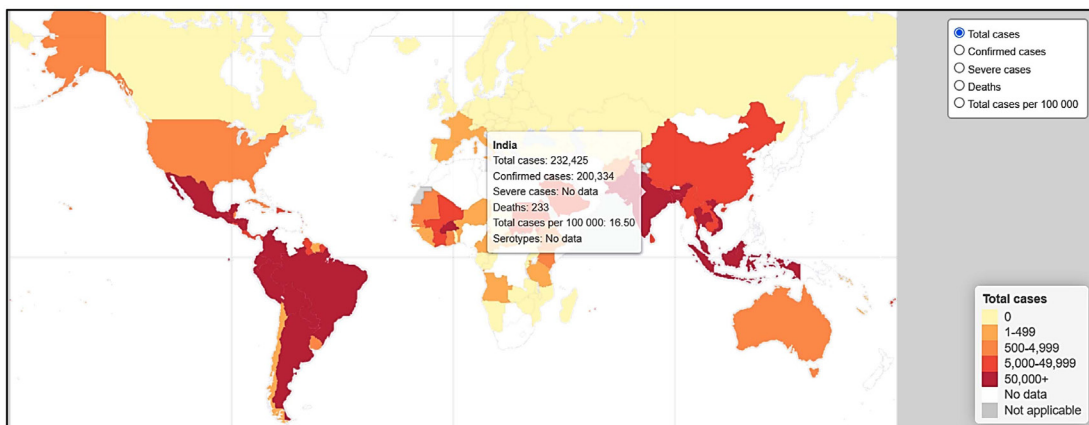 Total cases
Confirmed cases
Severe cases
Deaths
Total cases per 100 000
India
Total cases: 232,425
Confirmed cases: 200,334
Severe cases: No data
Deaths: 233
Total cases per 100 000: 16.50
Serotypes: No data
Total cases
0
1-499
500-4,999
5,000-49,999
50,000+
No data
Not applicable